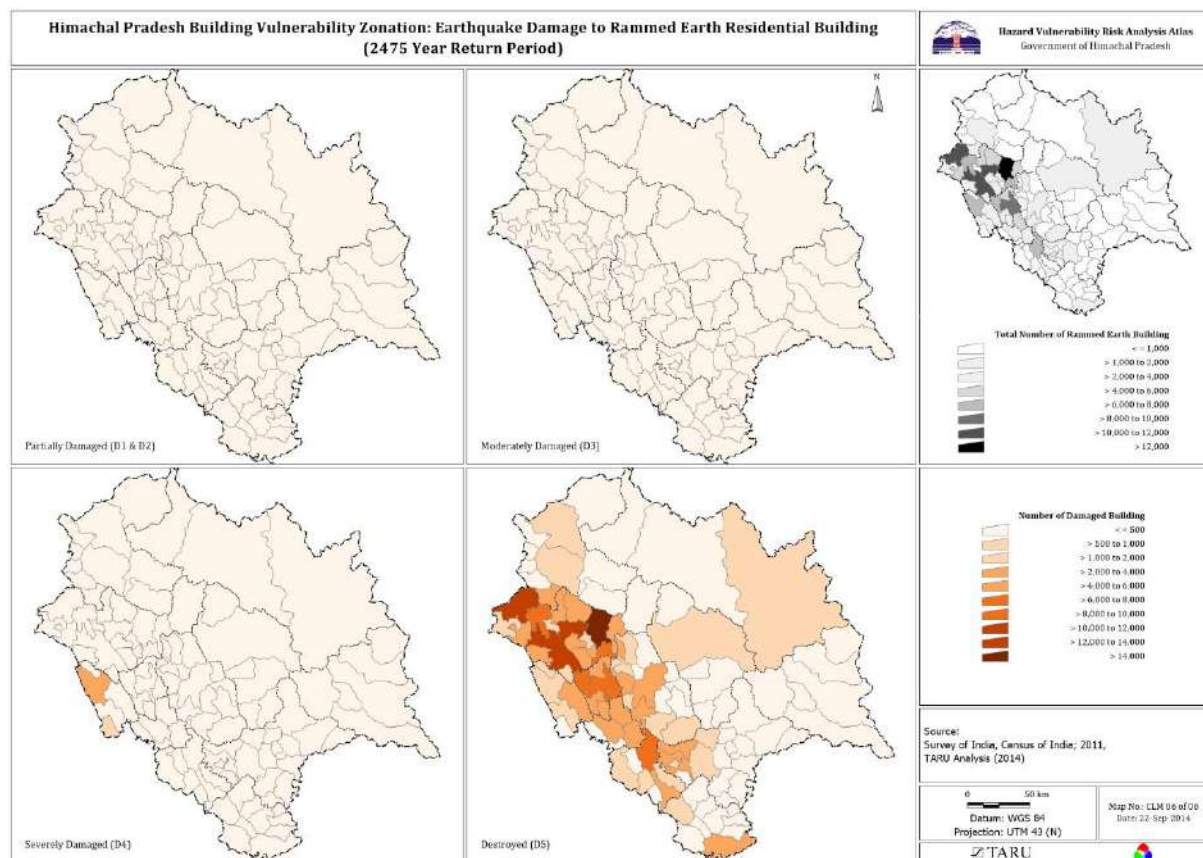 Himachal Pradesh Building Vulnerability Zonation: Earthquake Damage to Rammed Earth Residential Building
(2475 Year Return Period)
Hazard Vulnerability Risk Analysis Atlas
Government of Himachal Pradesh
N
Partially Damaged (D1 & D2)
Moderately Damaged (D3)
Total Number of Rammed Earth Building
< = 1,000
> 1,000 to 2,000
> 2,000 to 4,000
> 4,000 to 6,000
> 6,000 to 8,000
> 8,000 to 10,000
> 10,000 to 12,000
> 12,000
Severely Damaged (D4)
Destroyed (D5)
Number of Damaged Building
< = 500
> 500 to 1,000
> 1,000 to 2,000
> 2,000 to 4,000
> 4,000 to 6,000
> 6,000 to 8,000
> 8,000 to 10,000
> 10,000 to 12,000
> 12,000 to 14,000
> 14,000
Source:
Survey of India, Census of India; 2011,
TARU Analysis (2014)
0 50 km
Datum: WGS 84
Projection: UTM 43 (N)
Map No.: CLM 06 of 06
Date: 22-Sep 2014
TARU